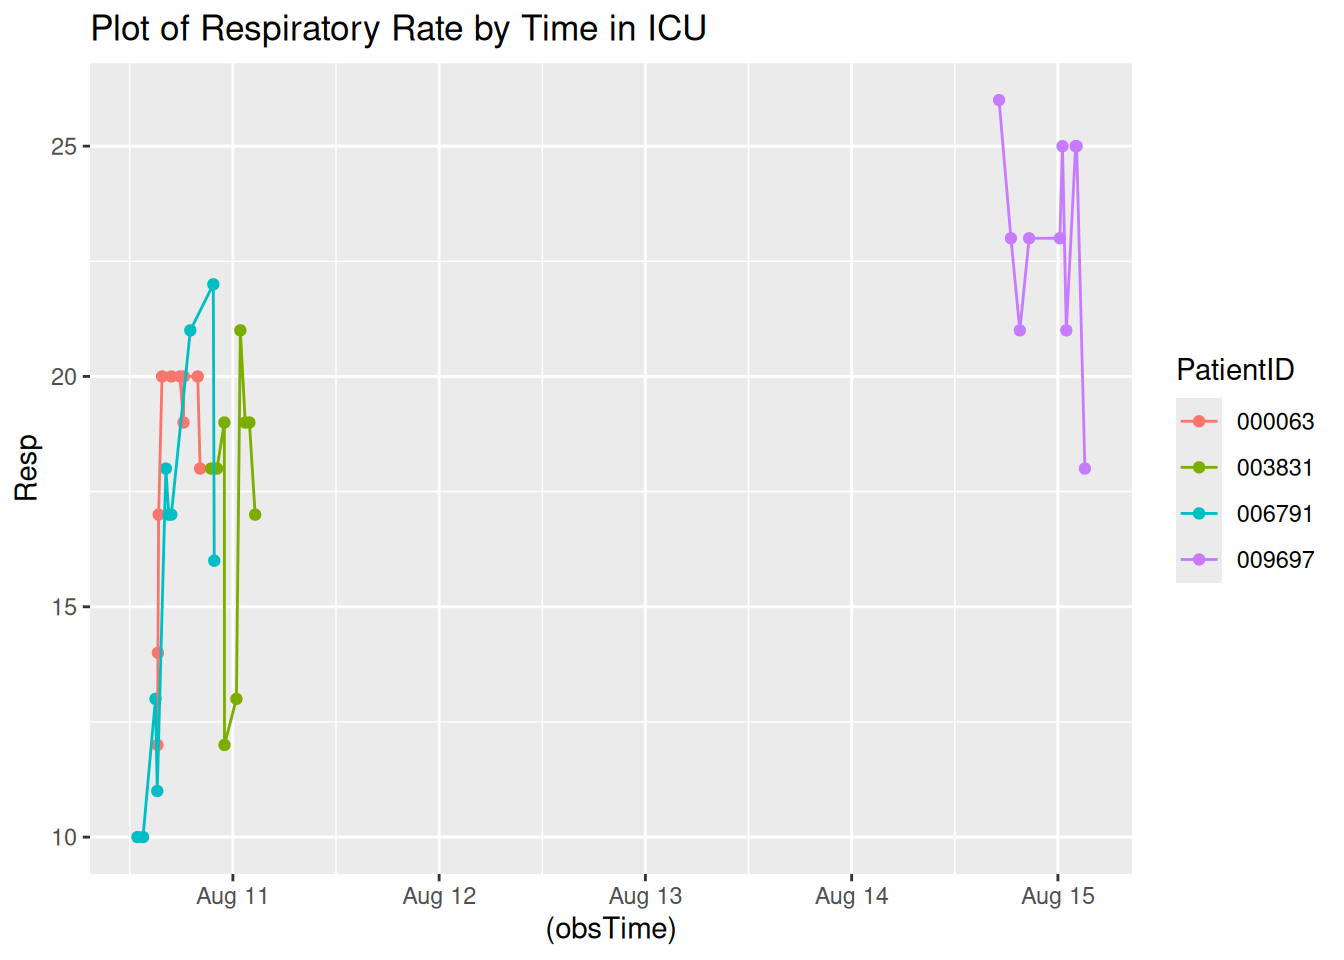 Plot of Respiratory Rate by Time in ICU
25
20
15
10
Resp
Aug 11 Aug 12 Aug 13 Aug 14 Aug 15
(obsTime)
PatientID
000063
003831
006791
009697